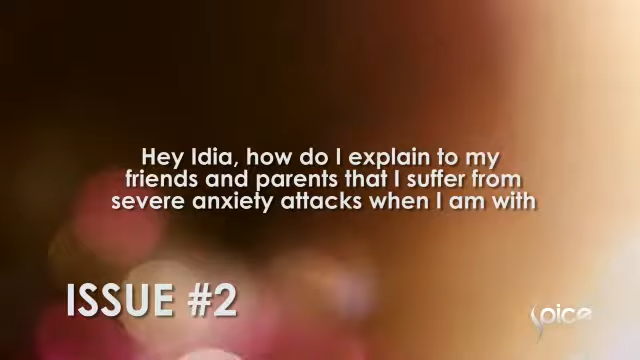 Hey Idia, how do I explain to my
friends and parents that I suffer from
severe anxiety attacks when I am with
ISSUE #2
Spice